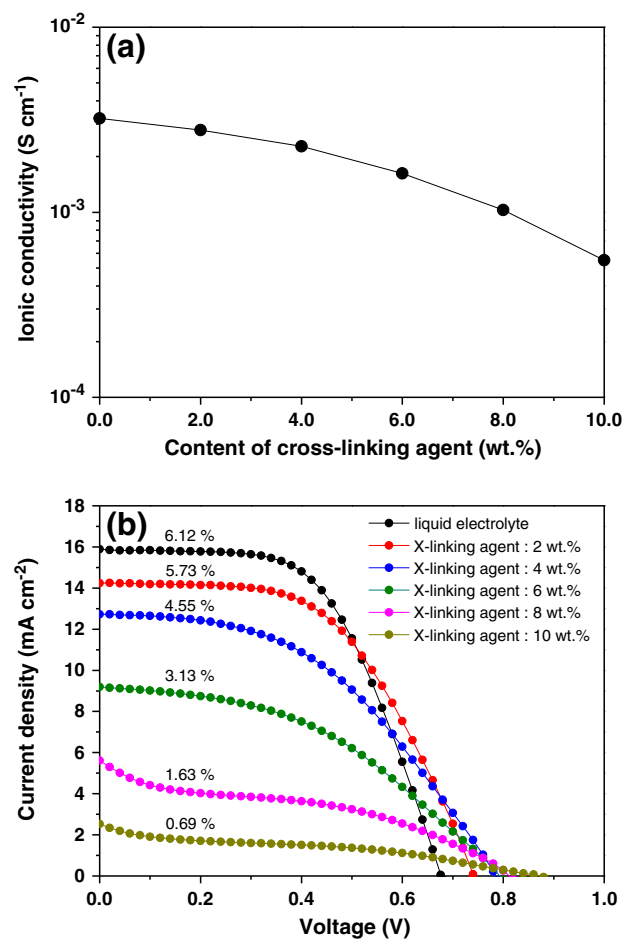 (a)
Ionic conductivity (S cm⁻¹)
10⁻²
10⁻³
10⁻⁴
0.0 2.0 4.0 6.0 8.0 10.0
Content of cross-linking agent (wt.%)
(b)
Current density (mA cm⁻²)
18
16
14
12
10
8
6
4
2
0
6.12 %
5.73 %
4.55 %
3.13 %
1.63 %
0.69 %
liquid electrolyte
X-linking agent : 2 wt.%
X-linking agent : 4 wt.%
X-linking agent : 6 wt.%
X-linking agent : 8 wt.%
X-linking agent : 10 wt.%
0.0 0.2 0.4 0.6 0.8 1.0
Voltage (V)